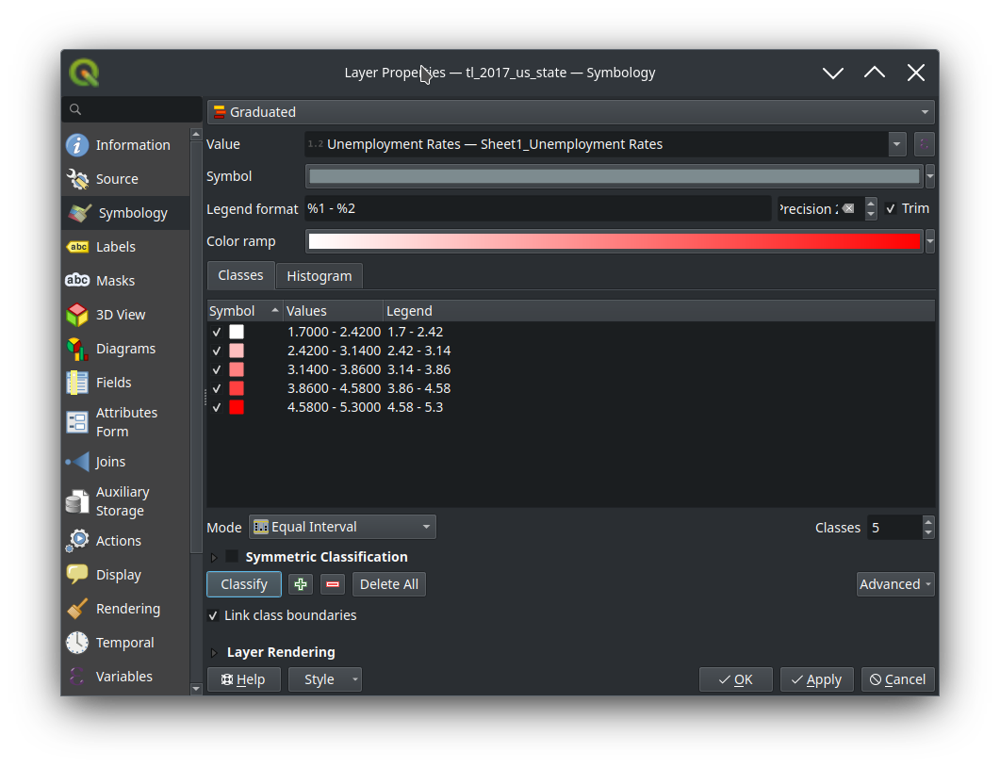 Layer Properties — tl_2017_us_state — Symbology
Graduated
Information
Value
1.2 Unemployment Rates — Sheet1_Unemployment Rates
Source
Symbol
Symbology
Legend format %1 - %2
Trim
Labels
Color ramp
Masks
Classes Histogram
3D View
Symbol Values Legend
1.7000 - 2.4200 1.7 - 2.42
Diagrams
2.4200 - 3.1400 2.42 - 3.14
3.1400 - 3.8600 3.14 - 3.86
Fields
3.8600 - 4.5800 3.86 - 4.58
4.5800 - 5.3000 4.58 - 5.3
Attributes
Form
Joins
Auxiliary
Storage
Mode Equal Interval Classes 5
Actions
Symmetric Classification
Display
Classify Delete All Advanced
Rendering
Link class boundaries
Temporal
Layer Rendering
Variables
Help Style OK Apply Cancel
abc
abc